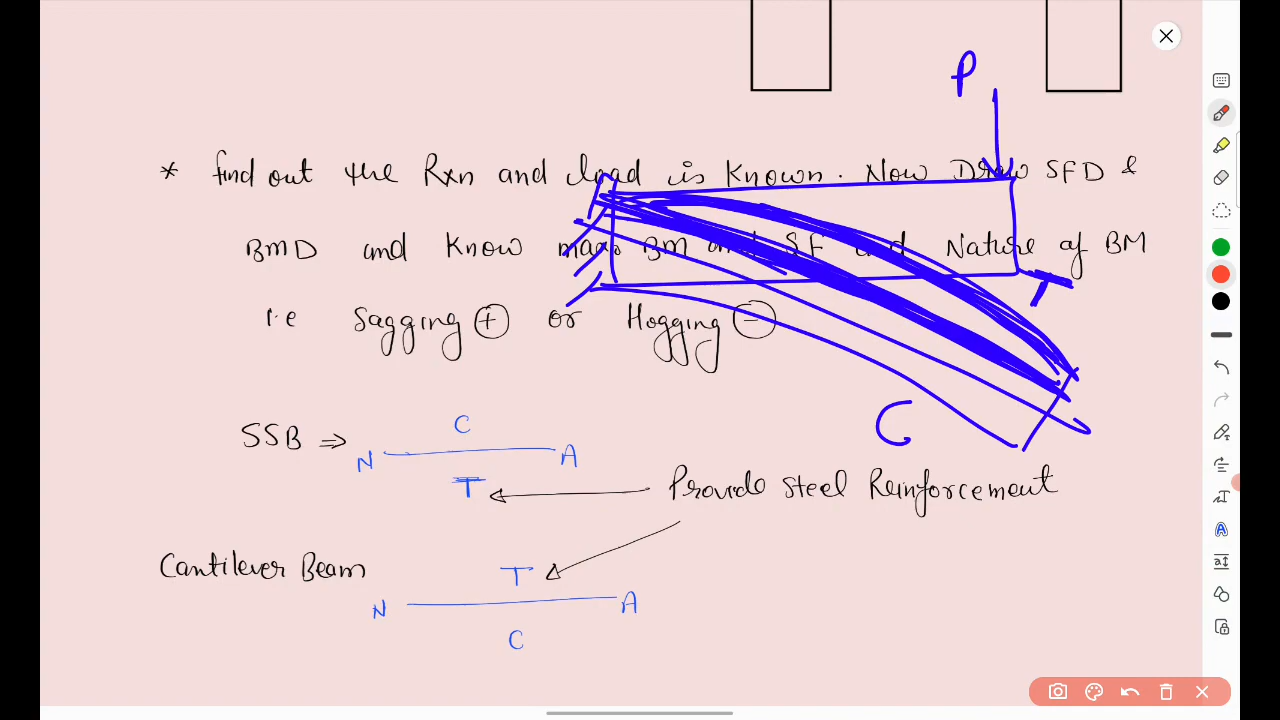 P
* find out the Rxn and load is known. Now Draw SFD &
BMD and know max BM and SF and Nature of BM
T
i.e Sagging + or Hogging -
C
SSB ⇒ N C A
T ← Provide Steel Reinforcement
Cantilever Beam
T
N A
C